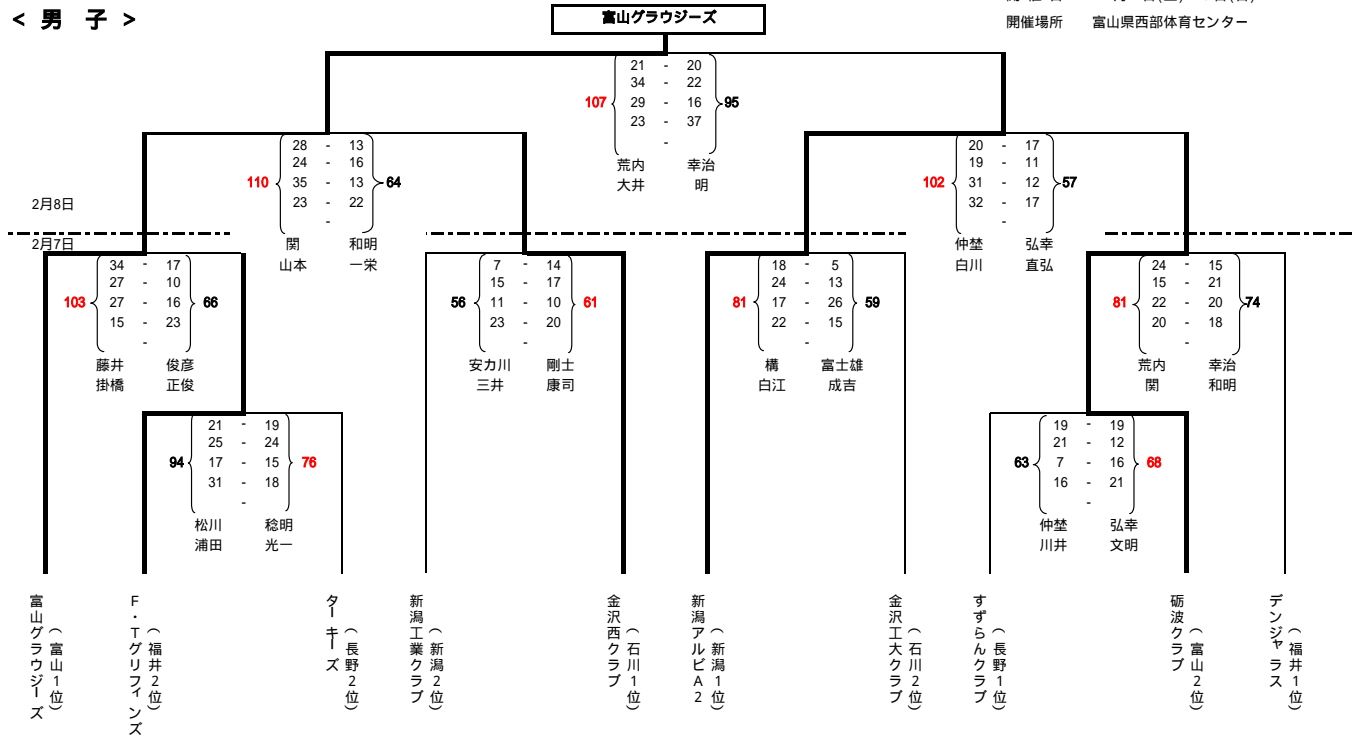 < 男 子 >
富山グラウジーズ
開催場所 富山県西部体育センター
21 - 20
34 - 22
107 29 - 16 95
23 - 37
-
荒内 幸治
大井 明
28 - 13
24 - 16
110 35 - 13 64
23 - 22
-
関 和明
山本 一栄
20 - 17
19 - 11
102 31 - 12 57
32 - 17
-
仲埜 弘幸
白川 直弘
2月8日
2月7日
34 - 17
27 - 10
103 27 - 16 66
15 - 23
-
藤井 俊彦
掛橋 正俊
7 - 14
15 - 17
56 11 - 10 61
23 - 20
-
安カ川 剛士
三井 康司
18 - 5
24 - 13
81 17 - 26 59
22 - 15
-
構 富士雄
白江 成吉
24 - 15
15 - 21
81 22 - 20 74
20 - 18
-
荒内 幸治
関 和明
21 - 19
25 - 24
94 17 - 15 76
31 - 18
-
松川 稔明
浦田 光一
19 - 19
21 - 12
63 7 - 16 68
16 - 21
-
仲埜 弘幸
川井 文明
富山グラウジーズ
(富山1位)
F・Tグリフィンズ
(福井2位)
ターキーズ
(長野2位)
新潟工業クラブ
(新潟2位)
金沢西クラブ
(石川1位)
新潟アルビA2
(新潟1位)
金沢工大クラブ
(石川2位)
すずらんクラブ
(長野1位)
砺波クラブ
(富山2位)
デンジャラス
(福井1位)